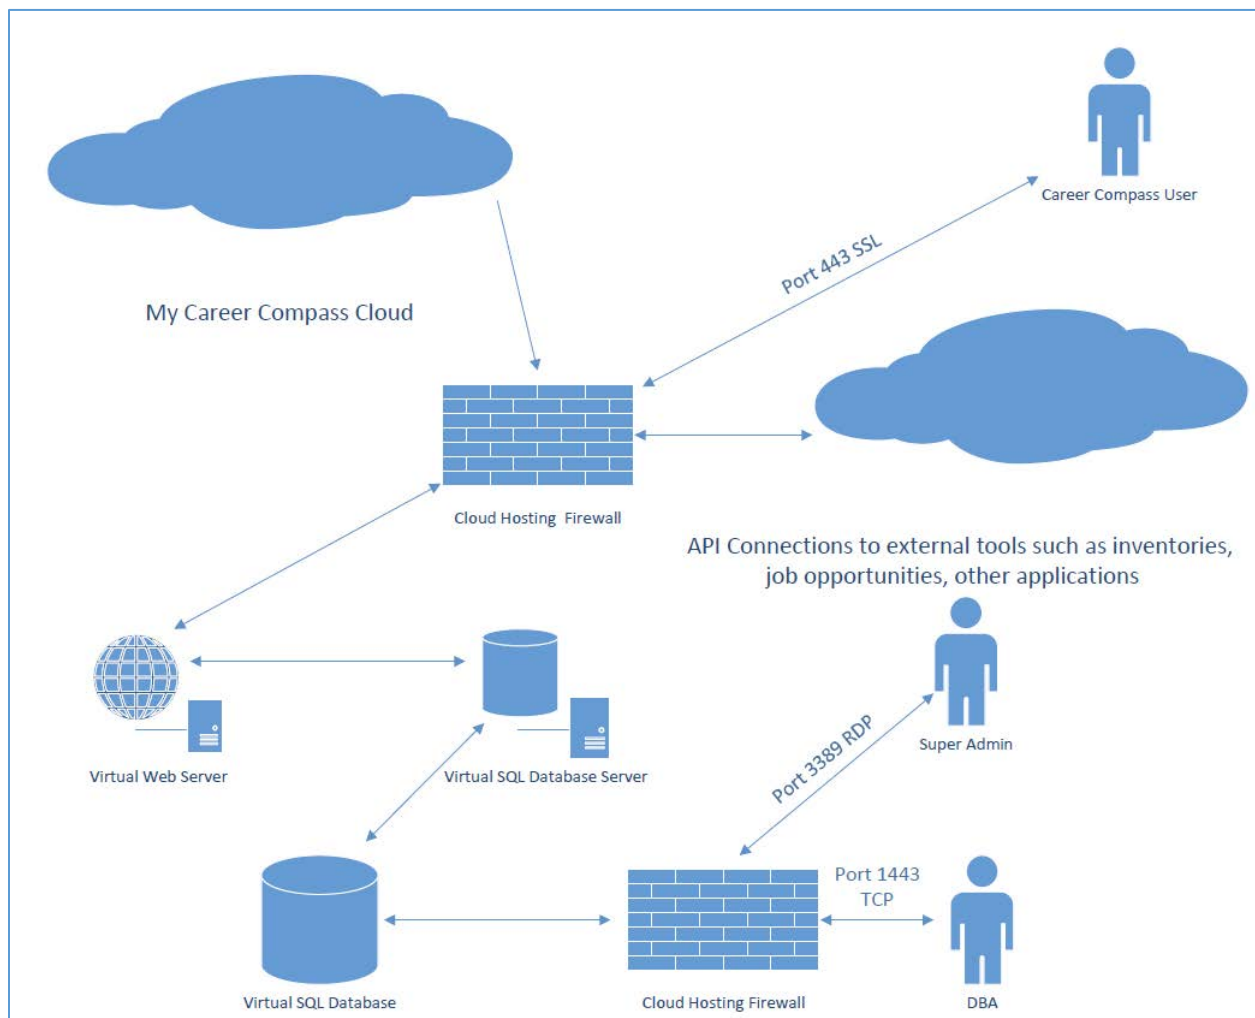 Career Compass User
Port 443 SSL
My Career Compass Cloud
Cloud Hosting  Firewall
API Connections to external tools such as inventories,
job opportunities, other applications
Virtual Web Server
Virtual SQL Database Server
Super Admin
Port 3389 RDP
Port 1443
TCP
Virtual SQL Database
Cloud Hosting Firewall
DBA